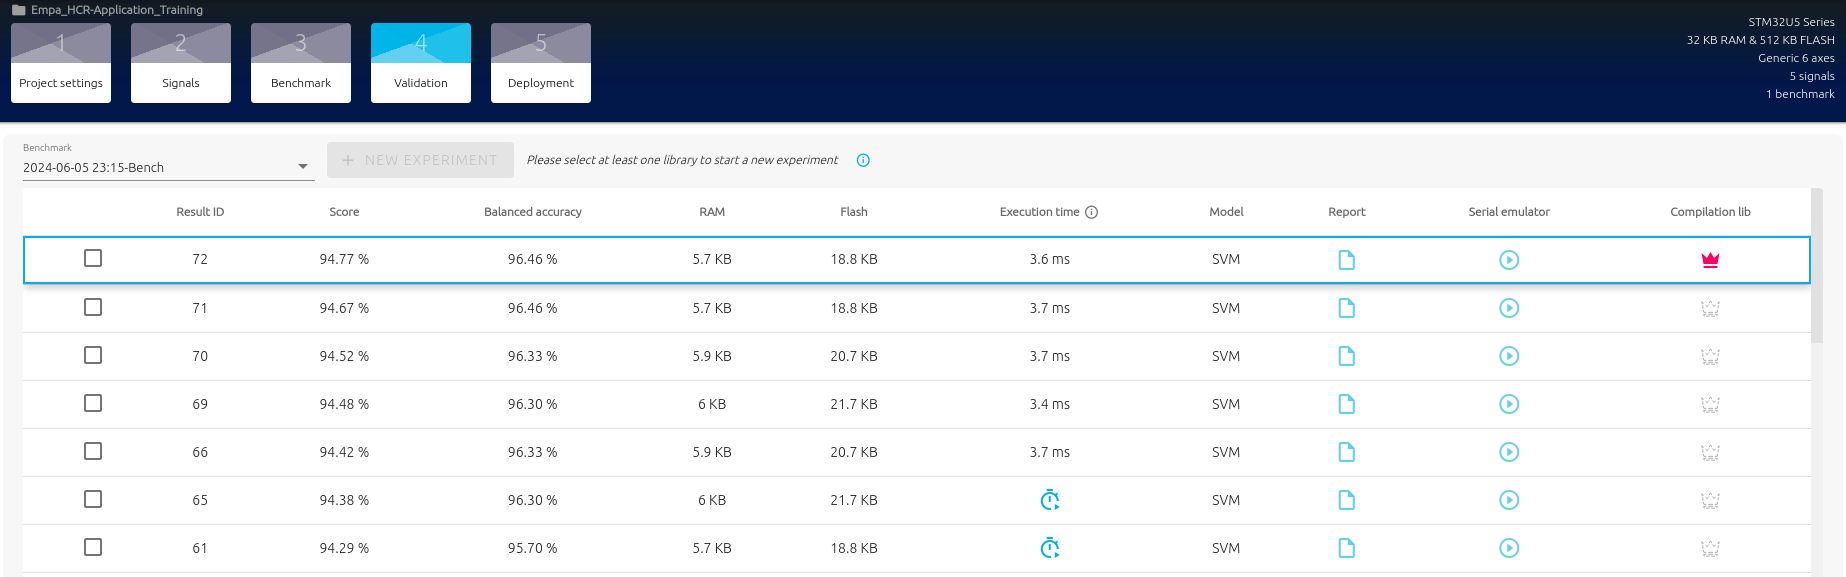 Empa_HCR-Application_Training
1 2 3 4 5
Project settings Signals Benchmark Validation Deployment
STM32U5 Series
32 KB RAM & 512 KB FLASH
Generic 6 axes
5 signals
1 benchmark
Benchmark
2024-06-05 23:15-Bench
+ NEW EXPERIMENT Please select at least one library to start a new experiment
Result ID Score Balanced accuracy RAM Flash Execution time Model Report Serial emulator Compilation lib
72 94.77 % 96.46 % 5.7 KB 18.8 KB 3.6 ms SVM
71 94.67 % 96.46 % 5.7 KB 18.8 KB 3.7 ms SVM
70 94.52 % 96.33 % 5.9 KB 20.7 KB 3.7 ms SVM
69 94.48 % 96.30 % 6 KB 21.7 KB 3.4 ms SVM
66 94.42 % 96.33 % 5.9 KB 20.7 KB 3.7 ms SVM
65 94.38 % 96.30 % 6 KB 21.7 KB SVM
61 94.29 % 95.70 % 5.7 KB 18.8 KB SVM